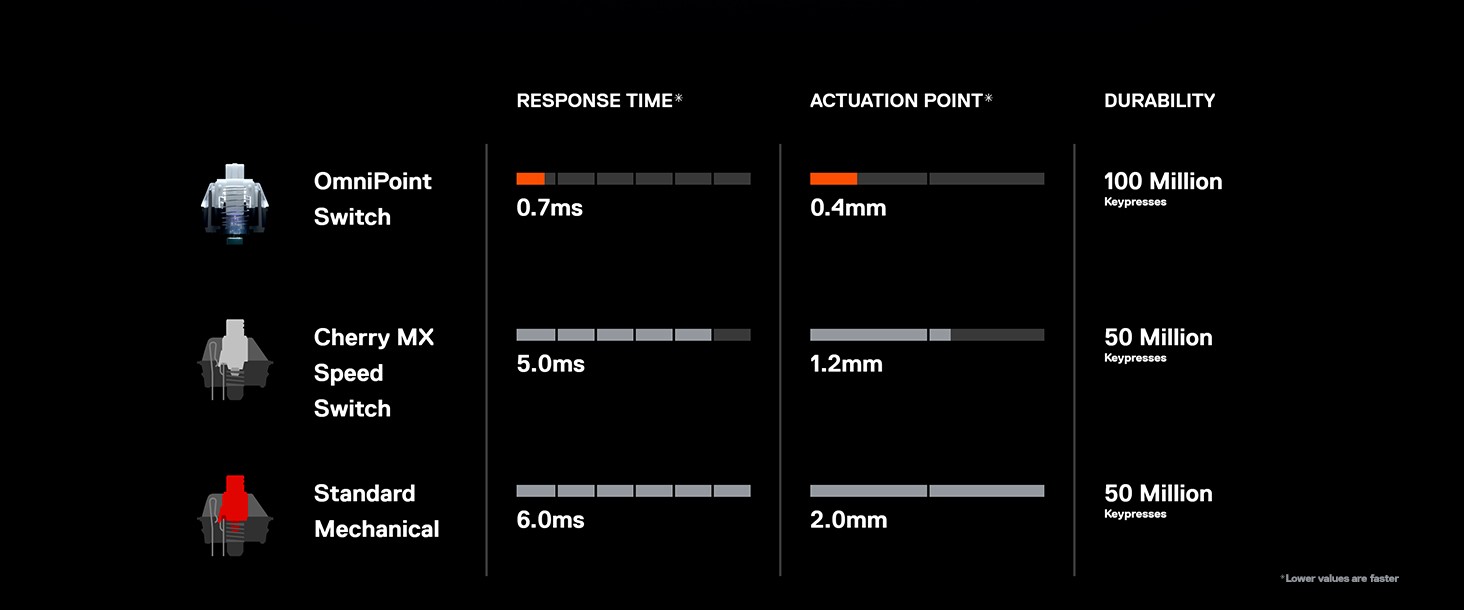 RESPONSE TIME* ACTUATION POINT* DURABILITY
OmniPoint
Switch
0.7ms
0.4mm
100 Million
Keypresses
Cherry MX
Speed
Switch
5.0ms
1.2mm
50 Million
Keypresses
Standard
Mechanical
6.0ms
2.0mm
50 Million
Keypresses
*Lower values are faster